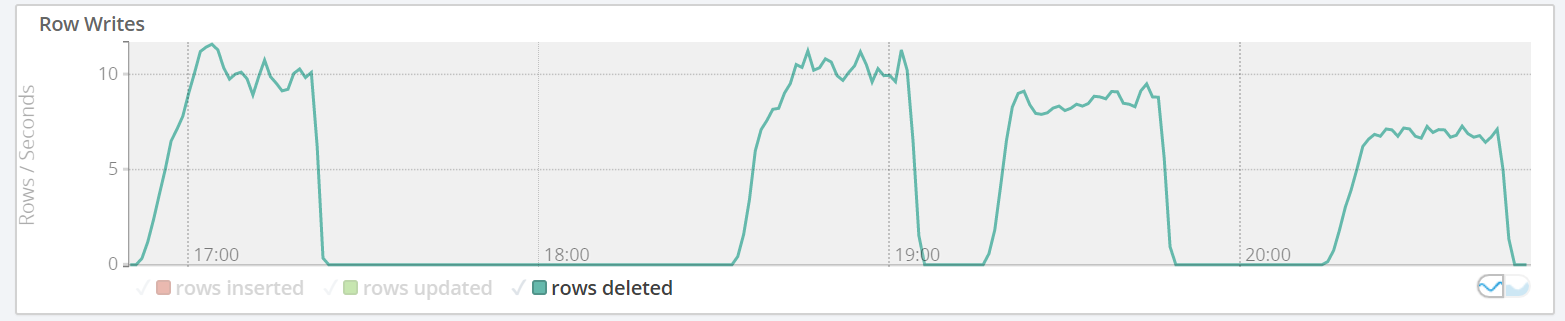 Row Writes
Rows / Seconds
10
5
0
17:00
18:00
19:00
20:00
rows inserted
rows updated
rows deleted